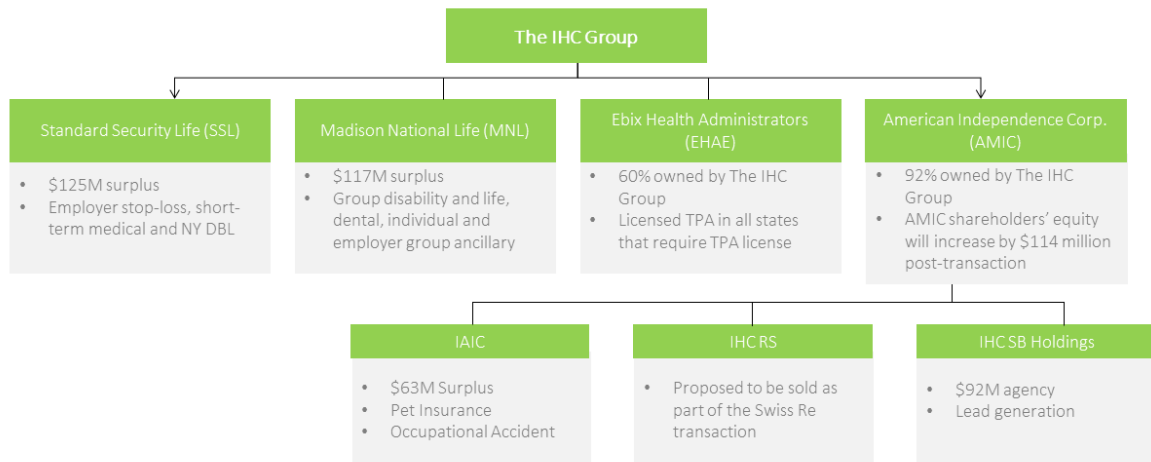 The IHC Group
Standard Security Life (SSL)
• $125M surplus
• Employer stop-loss, short-
term medical and NY DBL
Madison National Life (MNL)
• $117M surplus
• Group disability and life,
dental, individual and
employer group ancillary
Ebix Health Administrators
(EHAE)
• 60% owned by The IHC
Group
• Licensed TPA in all states
that require TPA license
American Independence Corp.
(AMIC)
• 92% owned by The IHC
Group
• AMIC shareholders’ equity
will increase by $114 million
post-transaction
IAIC
• $63M Surplus
• Pet Insurance
• Occupational Accident
IHC RS
• Proposed to be sold as
part of the Swiss Re
transaction
IHC SB Holdings
• $92M agency
• Lead generation